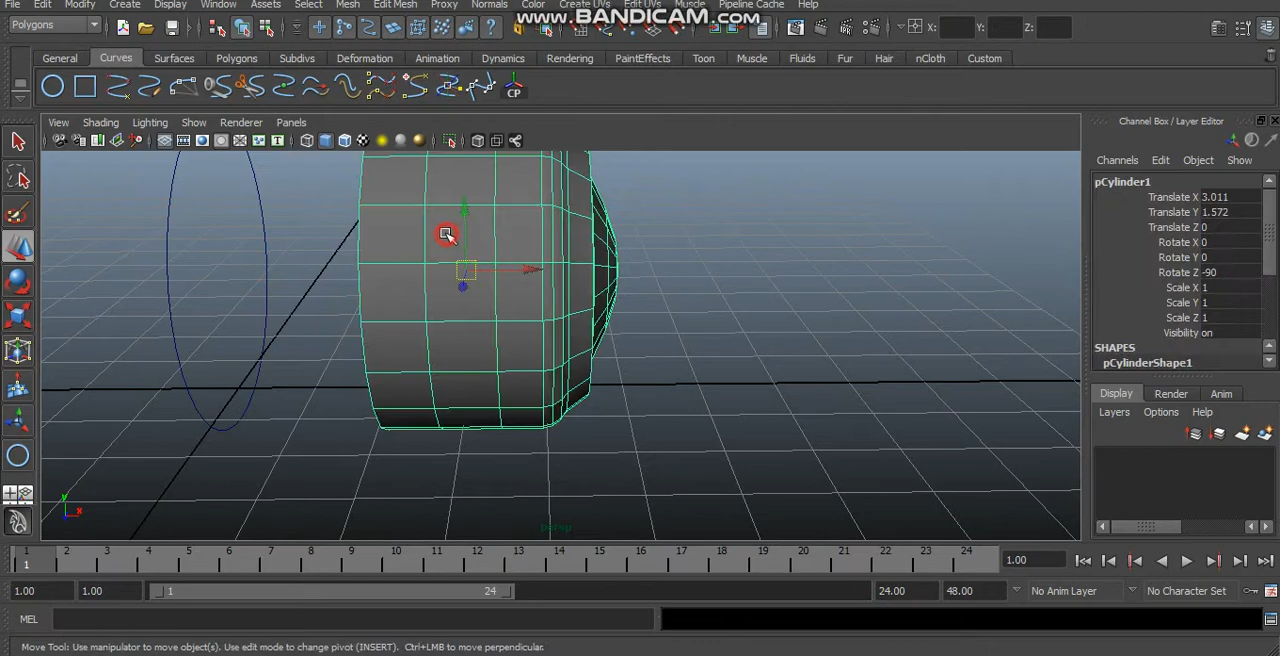 File Edit Modify Create Display Window Assets Select Mesh Edit Mesh Proxy Normals Color Create UVs Edit UVs Muscle Pipeline Cache Help
www.BANDICAM.com
Polygons X: Y: Z:
General Curves Surfaces Polygons Subdivs Deformation Animation Dynamics Rendering PaintEffects Toon Muscle Fluids Fur Hair nCloth Custom
CP
View Shading Lighting Show Renderer Panels
Channel Box / Layer Editor
Channels Edit Object Show
pCylinder1
Translate X 3.011
Translate Y 1.572
Translate Z 0
Rotate X 0
Rotate Y 0
Rotate Z -90
Scale X 1
Scale Y 1
Scale Z 1
Visibility on
SHAPES
pCylinderShape1
Display Render Anim
Layers Options Help
y
x
persp
1 2 3 4 5 6 7 8 9 10 11 12 13 14 15 16 17 18 19 20 21 22 23 24
1 1.00
1.00 1.00 1 24 24.00 48.00 No Anim Layer No Character Set
MEL
Move Tool: Use manipulator to move object(s). Use edit mode to change pivot (INSERT). Ctrl+LMB to move perpendicular.